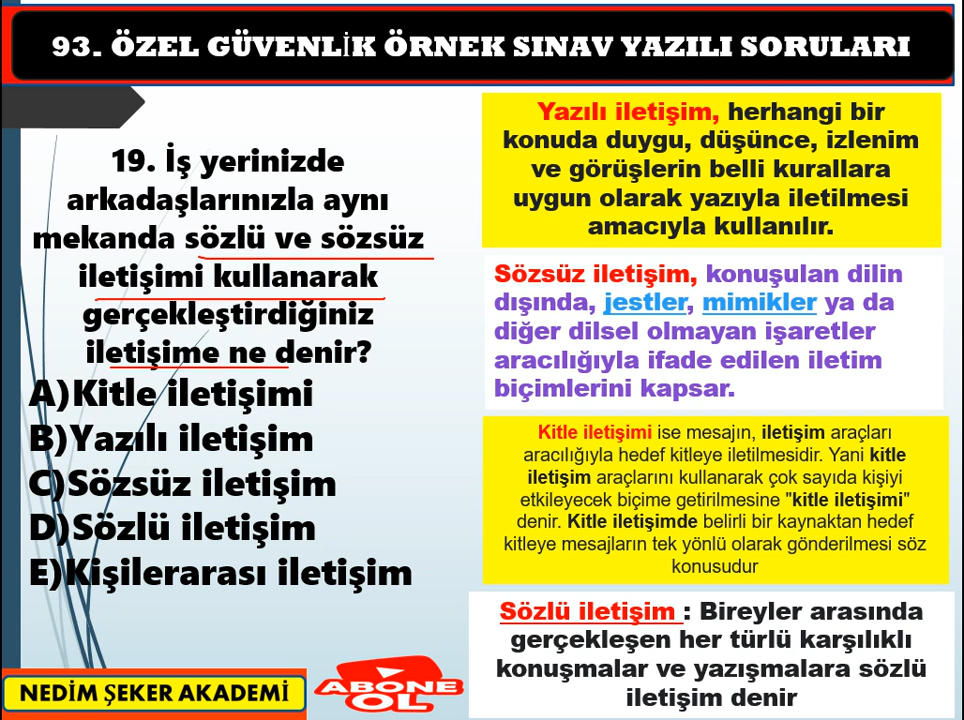 93. ÖZEL GÜVENLİK ÖRNEK SINAV YAZILI SORULARI
19. İş yerinizde
arkadaşlarınızla aynı
mekanda sözlü ve sözsüz
iletişimi kullanarak
gerçekleştirdiğiniz
iletişime ne denir?
A)Kitle iletişimi
B)Yazılı iletişim
C)Sözsüz iletişim
D)Sözlü iletişim
E)Kişilerarası iletişim
Yazılı iletişim, herhangi bir
konuda duygu, düşünce, izlenim
ve görüşlerin belli kurallara
uygun olarak yazıyla iletilmesi
amacıyla kullanılır.
Sözsüz iletişim, konuşulan dilin
dışında, jestler, mimikler ya da
diğer dilsel olmayan işaretler
aracılığıyla ifade edilen iletim
biçimlerini kapsar.
Kitle iletişimi ise mesajın, iletişim araçları
aracılığıyla hedef kitleye iletilmesidir. Yani kitle
iletişim araçlarını kullanarak çok sayıda kişiyi
etkileyecek biçime getirilmesine "kitle iletişimi"
denir. Kitle iletişimde belirli bir kaynaktan hedef
kitleye mesajların tek yönlü olarak gönderilmesi söz
konusudur
Sözlü iletişim : Bireyler arasında
gerçekleşen her türlü karşılıklı
konuşmalar ve yazışmalara sözlü
iletişim denir
NEDİM ŞEKER AKADEMİ
ABONE
OL